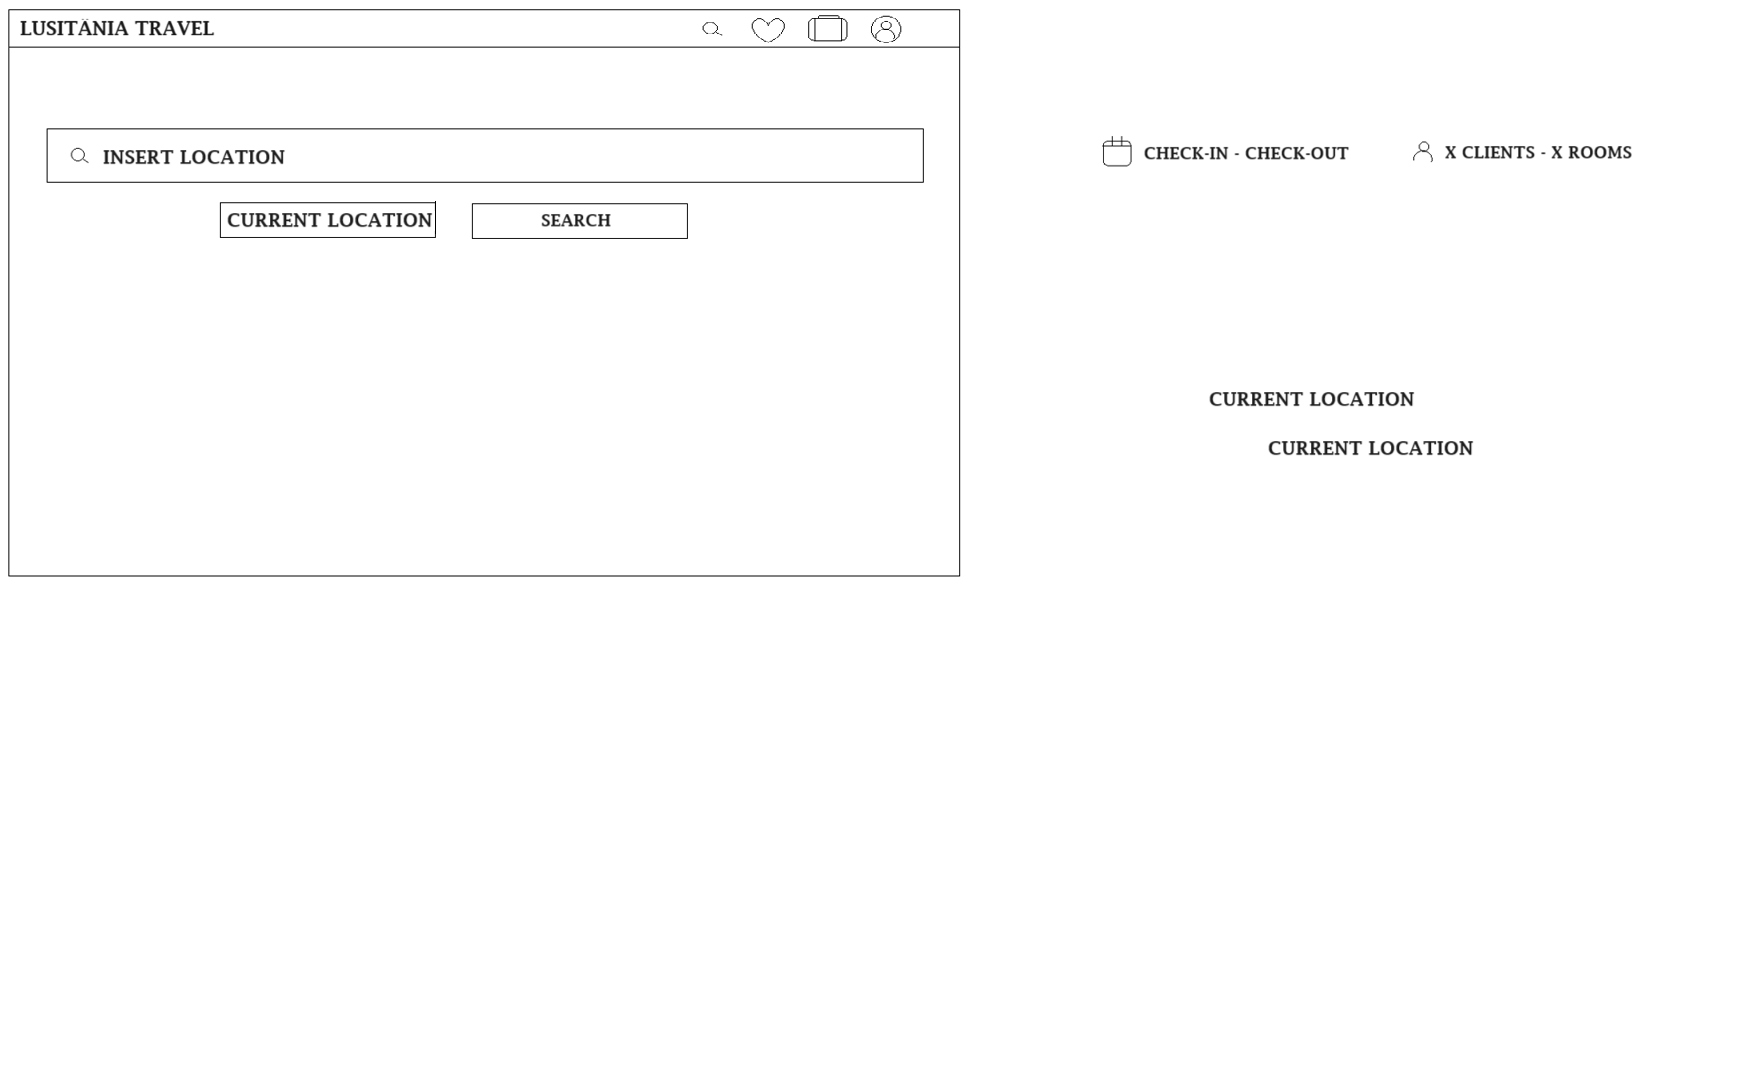 LUSITÂNIA TRAVEL
INSERT LOCATION
CHECK-IN - CHECK-OUT
X CLIENTS - X ROOMS
CURRENT LOCATION
SEARCH
CURRENT LOCATION
CURRENT LOCATION